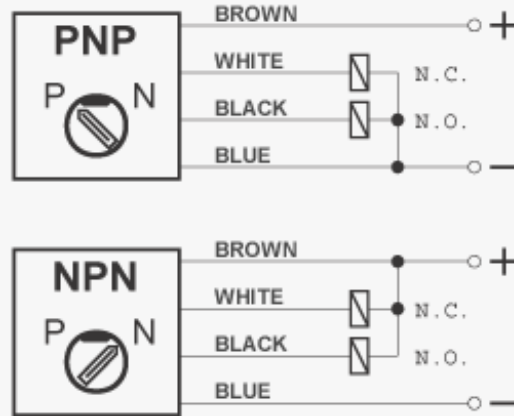 BROWN +
PNP
WHITE N.C.
P N
BLACK N.O.
BLUE −
BROWN +
NPN
WHITE N.C.
P N
BLACK N.O.
BLUE −